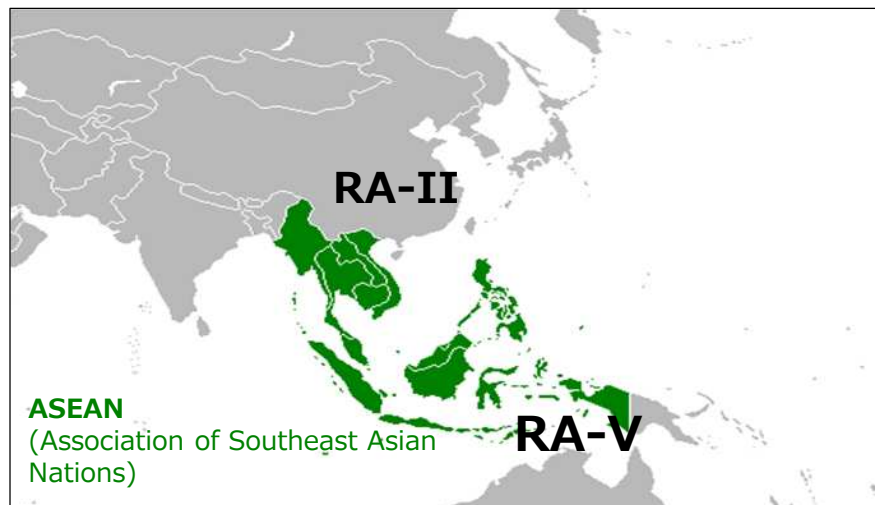 RA-II
ASEAN
(Association of Southeast Asian
Nations)
RA-V